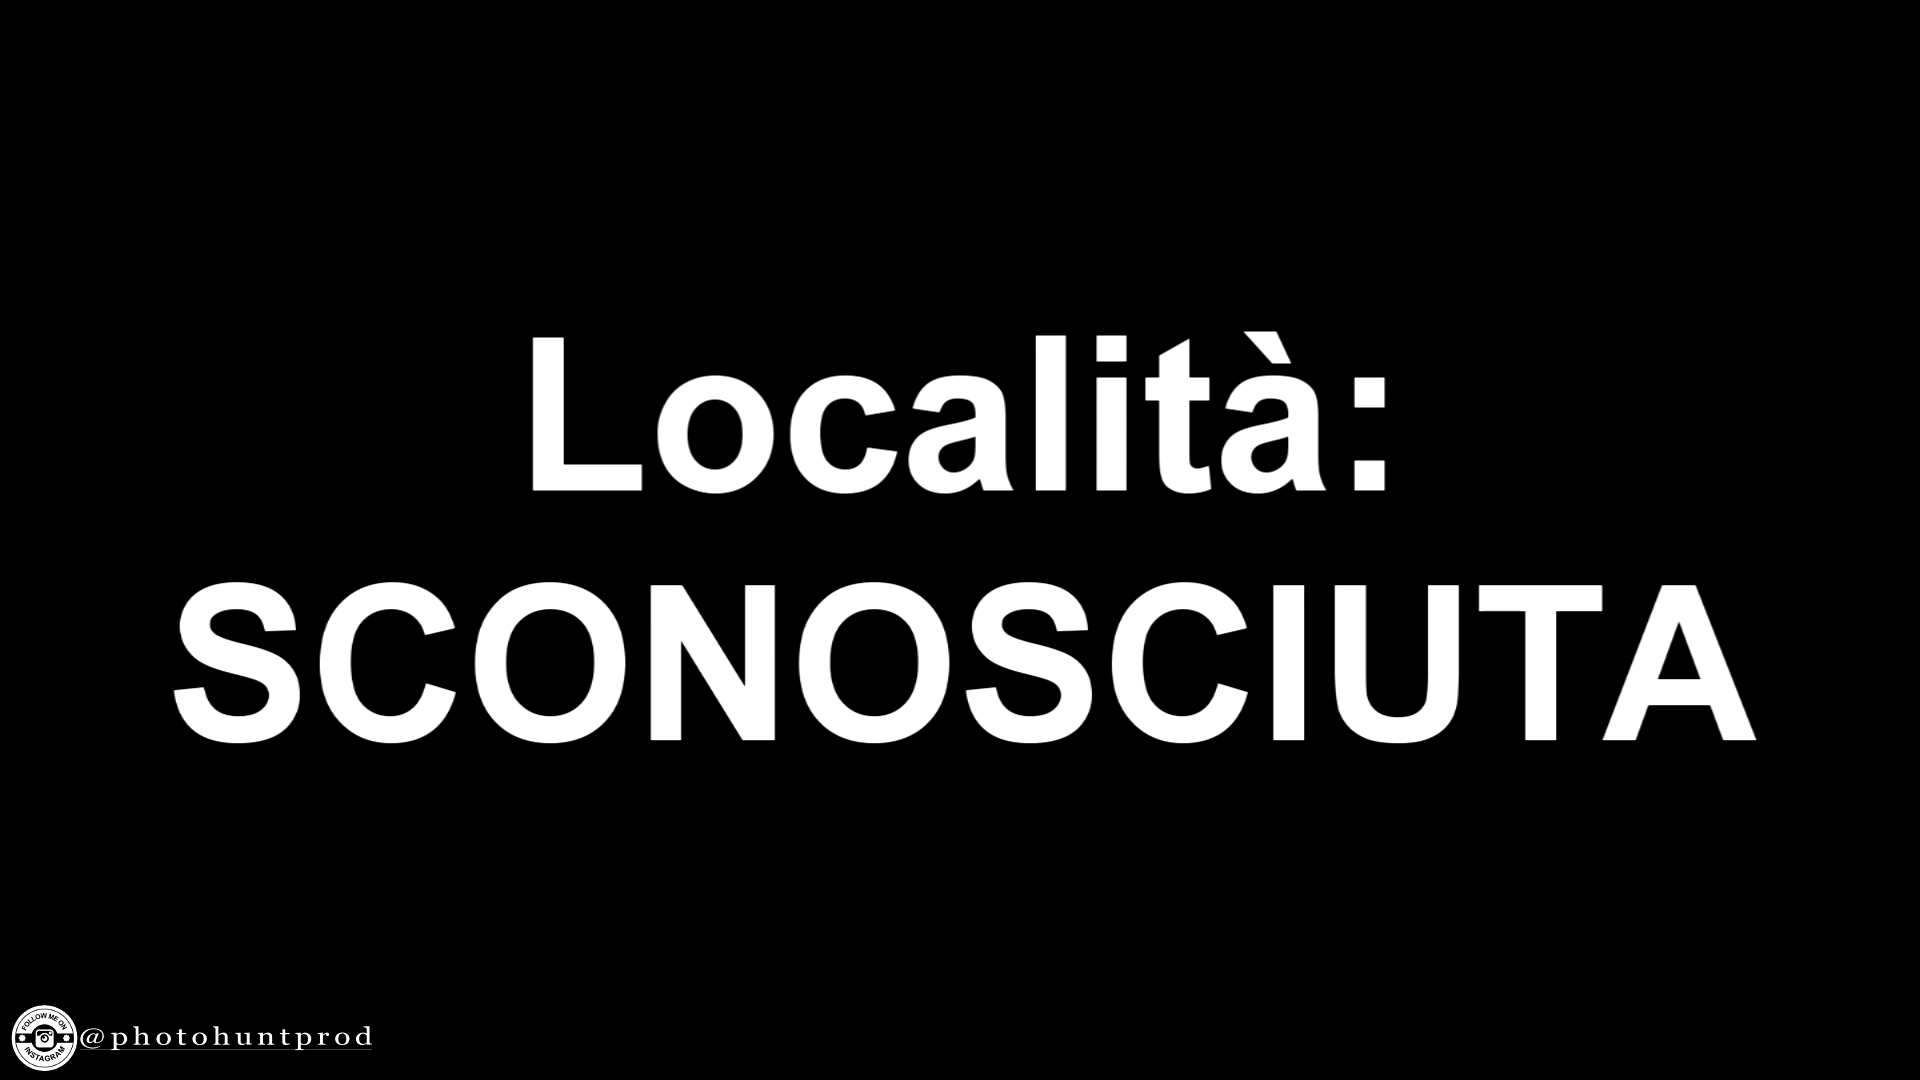 Località:
SCONOSCIUTA
FOLLOW ME ON
INSTAGRAM
@photohuntprod